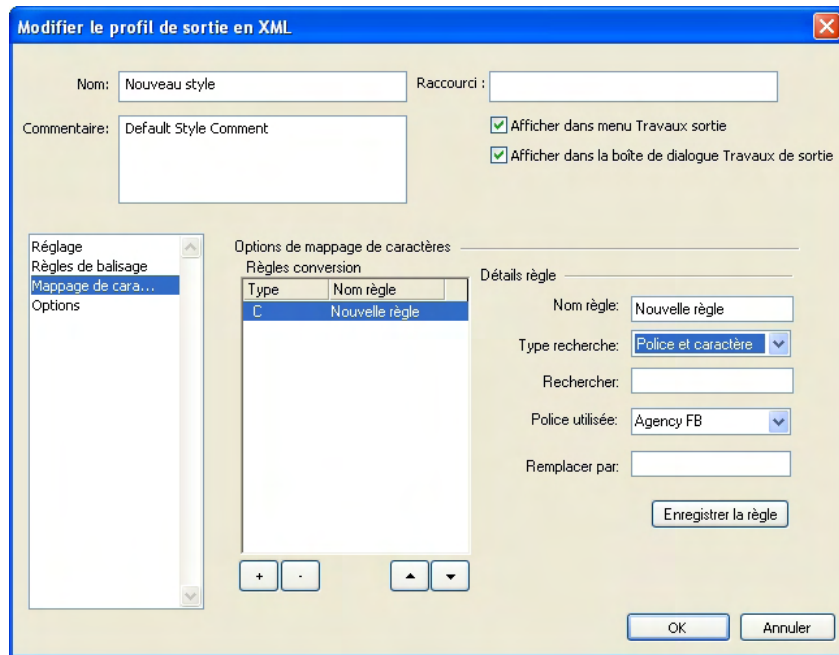 Modifier le profil de sortie en XML
Nom: Nouveau style
Raccourci :
Commentaire: Default Style Comment
Afficher dans menu Travaux sortie
Afficher dans la boîte de dialogue Travaux de sortie
Réglage
Règles de balisage
Mappage de cara...
Options
Options de mappage de caractères
Règles conversion
Type Nom règle
C Nouvelle règle
+ -
Détails règle
Nom règle: Nouvelle règle
Type recherche: Police et caractère
Rechercher:
Police utilisée: Agency FB
Remplacer par:
Enregistrer la règle
OK Annuler